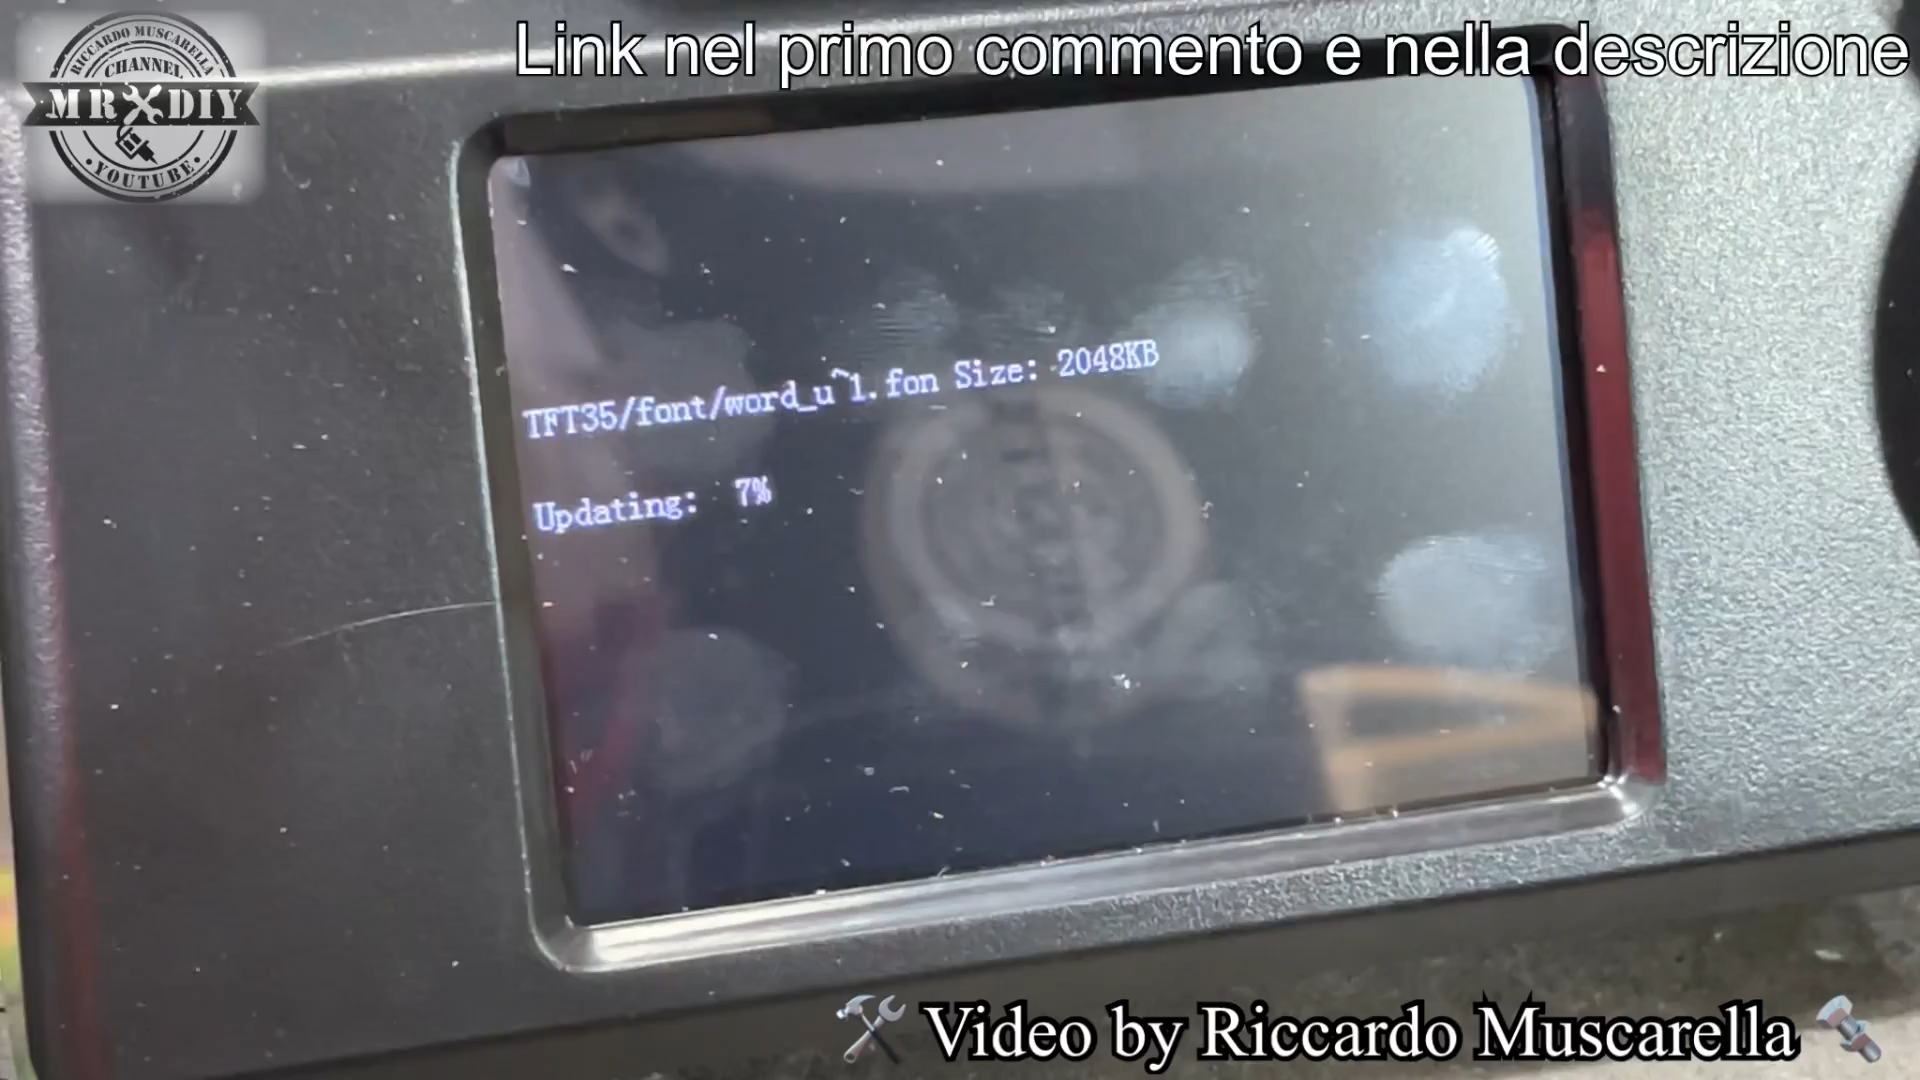 Link nel primo commento e nella descrizione
RICCARDO MUSCARELLA
CHANNEL
MR DIY
YOUTUBE
TFT35/font/word_u~1.fon Size: 2048KB
Updating: 7%
Video by Riccardo Muscarella